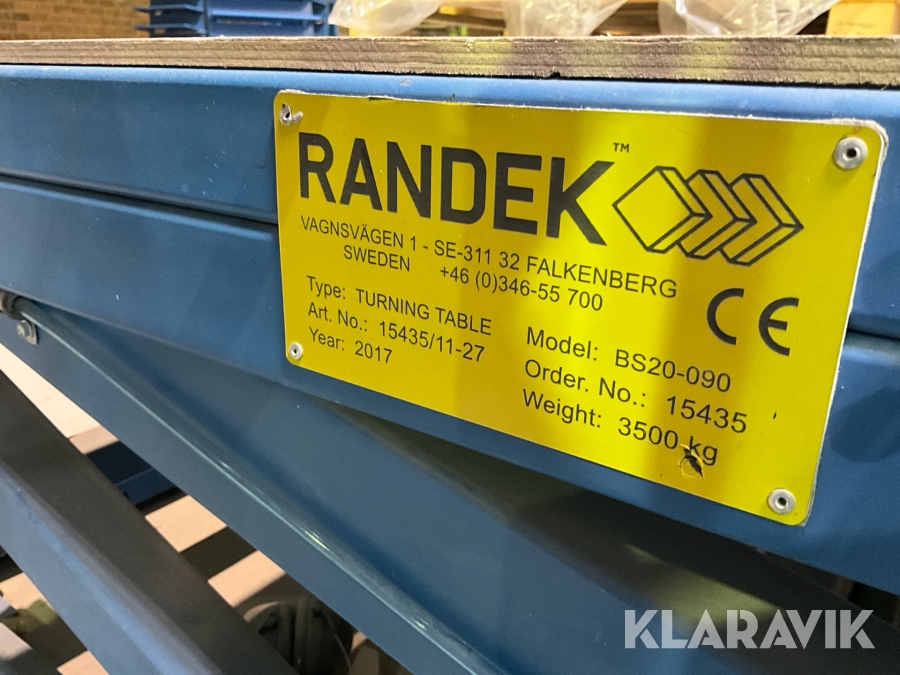 RANDEK™
VAGNSVÄGEN 1 - SE-311 32 FALKENBERG
SWEDEN +46 (0)346-55 700
CE
Type: TURNING TABLE
Art. No.: 15435/11-27
Year: 2017
Model: BS20-090
Order. No.: 15435
Weight: 3500 kg
KLARAVIK